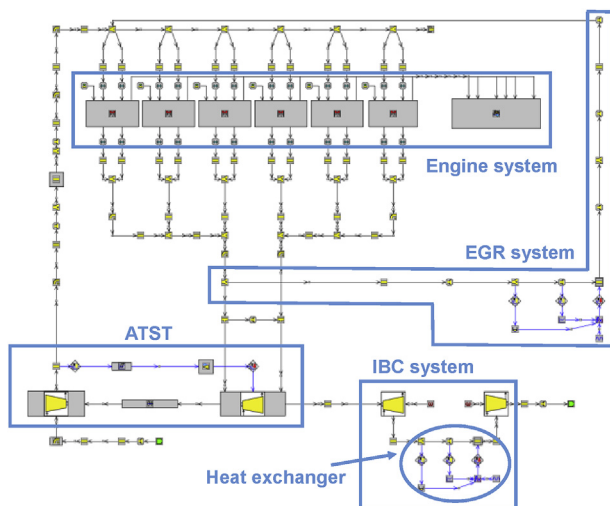 Engine system
EGR system
ATST
IBC system
Heat exchanger